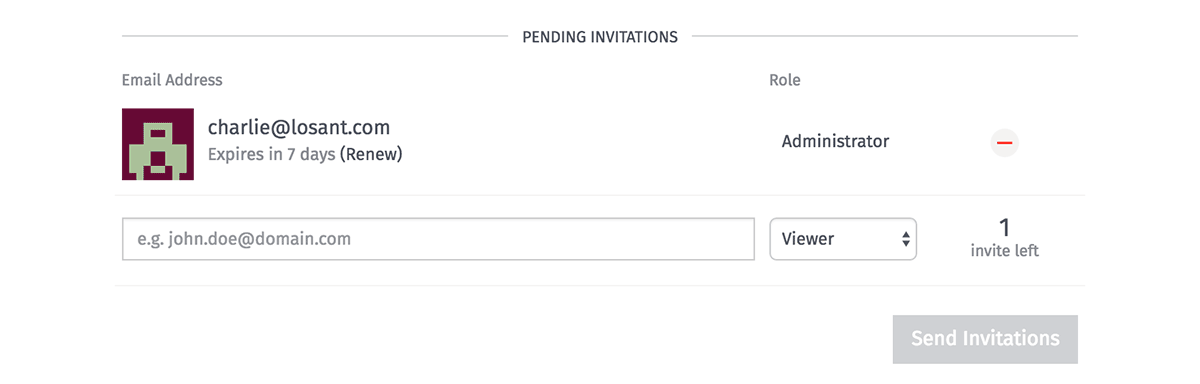 PENDING INVITATIONS
Email Address Role
charlie@losant.com
Expires in 7 days (Renew)
Administrator
e.g. john.doe@domain.com
Viewer
1
invite left
Send Invitations